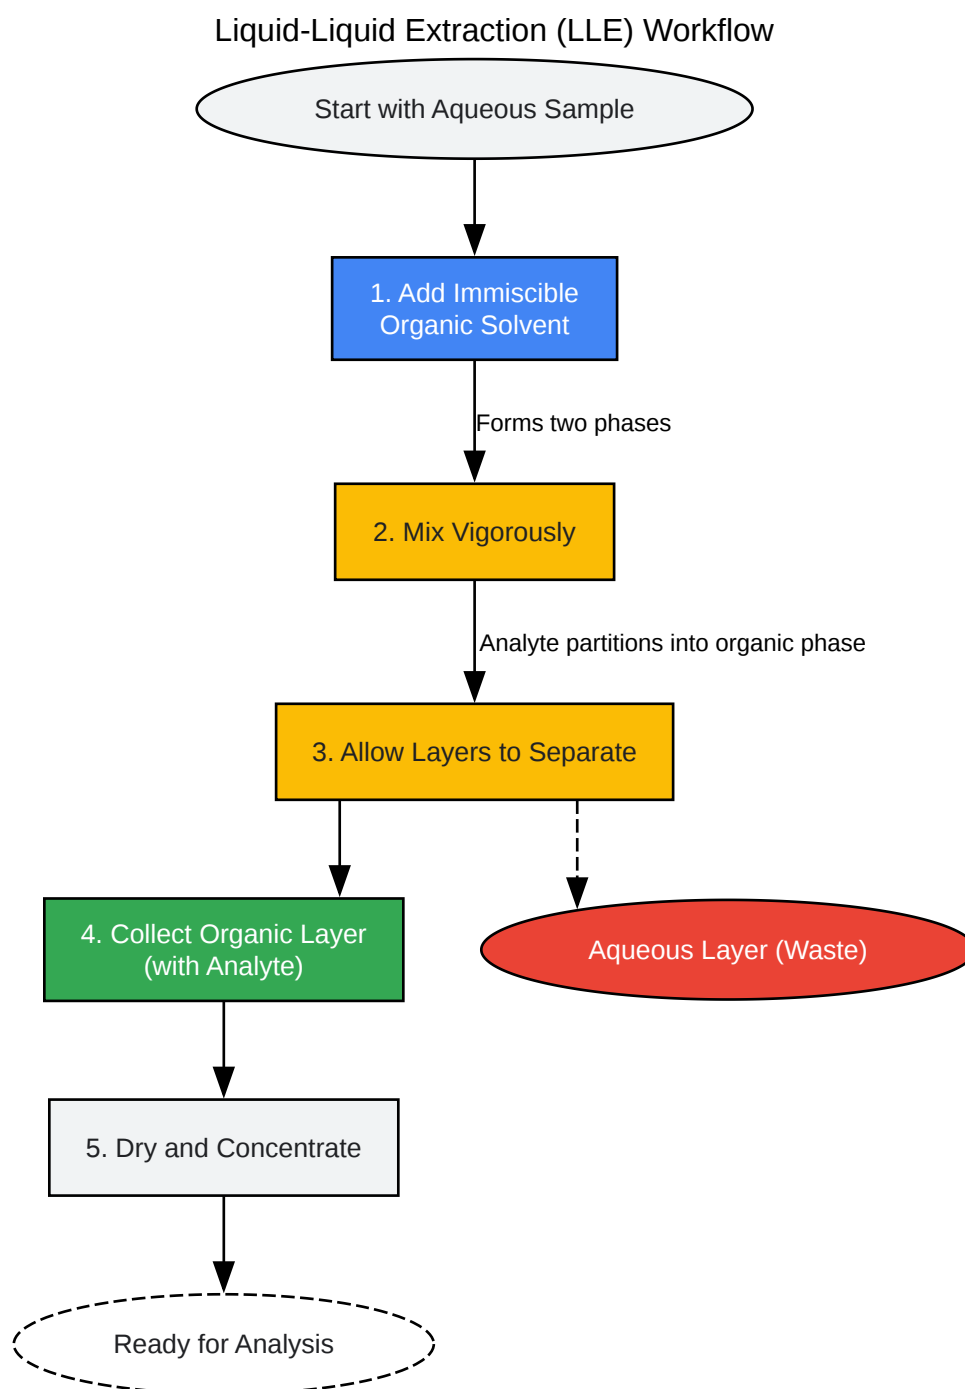 Liquid-Liquid Extraction (LLE) Workflow
Start with Aqueous Sample
1. Add Immiscible
Organic Solvent
Forms two phases
2. Mix Vigorously
Analyte partitions into organic phase
3. Allow Layers to Separate
4. Collect Organic Layer
(with Analyte)
Aqueous Layer (Waste)
5. Dry and Concentrate
Ready for Analysis